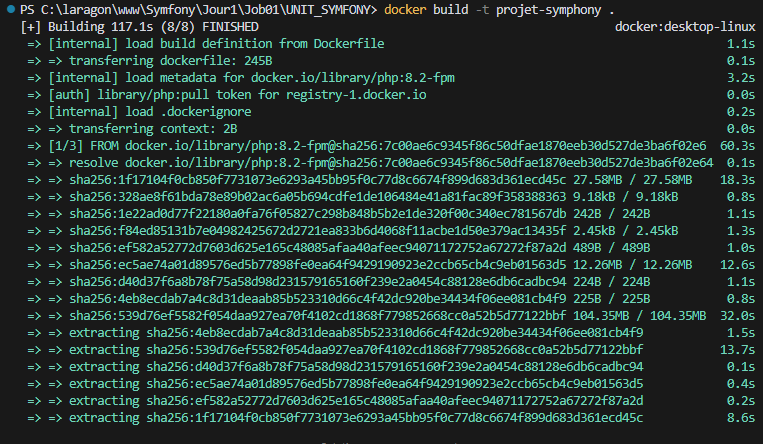 PS C:\laragon\www\Symfony\Jour1\Job01\UNIT_SYMFONY> docker build -t projet-symphony .
[+] Building 117.1s (8/8) FINISHED docker:desktop-linux
=> [internal] load build definition from Dockerfile 1.1s
=> => transferring dockerfile: 245B 0.1s
=> [internal] load metadata for docker.io/library/php:8.2-fpm 3.2s
=> [auth] library/php:pull token for registry-1.docker.io 0.0s
=> [internal] load .dockerignore 0.2s
=> => transferring context: 2B 0.0s
=> [1/3] FROM docker.io/library/php:8.2-fpm@sha256:7c00ae6c9345f86c50dfae1870eeb30d527de3ba6f02e6 60.3s
=> => resolve docker.io/library/php:8.2-fpm@sha256:7c00ae6c9345f86c50dfae1870eeb30d527de3ba6f02e64 0.1s
=> => sha256:1f17104f0cb850f7731073e6293a45bb95f0c77d8c6674f899d683d361ecd45c 27.58MB / 27.58MB 18.3s
=> => sha256:328ae8f61bda78e89b02ac6a05b694cdfe1de106484e41a81fac89f358388363 9.18kB / 9.18kB 0.8s
=> => sha256:1e22ad0d77f22180a0fa76f05827c298b848b5b2e1de320f00c340ec781567db 242B / 242B 1.1s
=> => sha256:f84ed85131b7e04982425672d2721ea833b6d4068f11acbe1d50e379ac13435f 2.45kB / 2.45kB 1.3s
=> => sha256:ef582a52772d7603d625e165c48085afaa40afeec94071172752a67272f87a2d 489B / 489B 1.0s
=> => sha256:ec5ae74a01d89576ed5b77898fe0ea64f9429190923e2ccb65cb4c9eb01563d5 12.26MB / 12.26MB 12.6s
=> => sha256:d40d37f6a8b78f75a58d98d231579165160f239e2a0454c88128e6db6cadbc94 224B / 224B 1.1s
=> => sha256:4eb8ecdab7a4c8d31deaab85b523310d66c4f42dc920be34434f06ee081cb4f9 225B / 225B 0.8s
=> => sha256:539d76ef5582f054daa927ea70f4102cd1868f779852668cc0a52b5d77122bbf 104.35MB / 104.35MB 32.0s
=> => extracting sha256:4eb8ecdab7a4c8d31deaab85b523310d66c4f42dc920be34434f06ee081cb4f9 1.5s
=> => extracting sha256:539d76ef5582f054daa927ea70f4102cd1868f779852668cc0a52b5d77122bbf 13.7s
=> => extracting sha256:d40d37f6a8b78f75a58d98d231579165160f239e2a0454c88128e6db6cadbc94 0.1s
=> => extracting sha256:ec5ae74a01d89576ed5b77898fe0ea64f9429190923e2ccb65cb4c9eb01563d5 0.4s
=> => extracting sha256:ef582a52772d7603d625e165c48085afaa40afeec94071172752a67272f87a2d 0.2s
=> => extracting sha256:1f17104f0cb850f7731073e6293a45bb95f0c77d8c6674f899d683d361ecd45c 8.6s